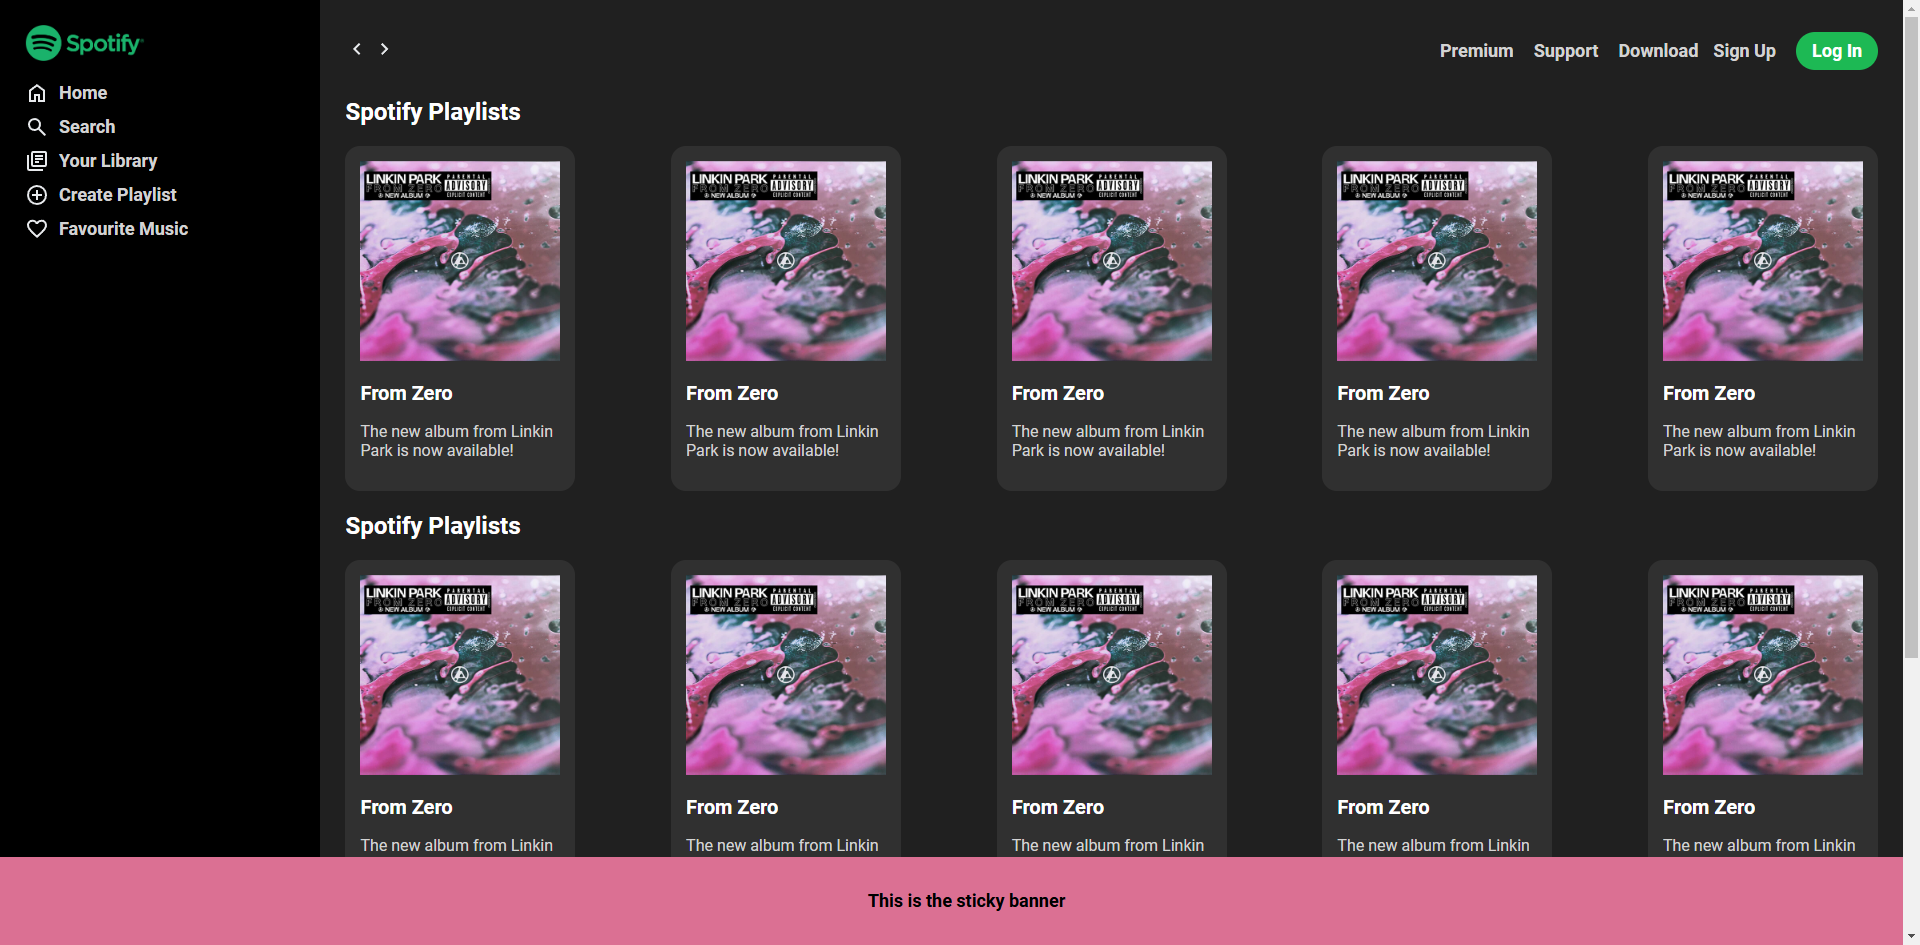 Spotify
Home
Search
Your Library
Create Playlist
Favourite Music
Premium Support Download Sign Up Log In
Spotify Playlists
LINKIN PARK PARENTAL
FROM ZERO ADVISORY
NEW ALBUM EXPLICIT CONTENT
LINKIN PARK PARENTAL
FROM ZERO ADVISORY
NEW ALBUM EXPLICIT CONTENT
LINKIN PARK PARENTAL
FROM ZERO ADVISORY
NEW ALBUM EXPLICIT CONTENT
LINKIN PARK PARENTAL
FROM ZERO ADVISORY
NEW ALBUM EXPLICIT CONTENT
LINKIN PARK PARENTAL
FROM ZERO ADVISORY
NEW ALBUM EXPLICIT CONTENT
From Zero
The new album from Linkin
Park is now available!
From Zero
The new album from Linkin
Park is now available!
From Zero
The new album from Linkin
Park is now available!
From Zero
The new album from Linkin
Park is now available!
From Zero
The new album from Linkin
Park is now available!
Spotify Playlists
LINKIN PARK PARENTAL
FROM ZERO ADVISORY
NEW ALBUM EXPLICIT CONTENT
LINKIN PARK PARENTAL
FROM ZERO ADVISORY
NEW ALBUM EXPLICIT CONTENT
LINKIN PARK PARENTAL
FROM ZERO ADVISORY
NEW ALBUM EXPLICIT CONTENT
LINKIN PARK PARENTAL
FROM ZERO ADVISORY
NEW ALBUM EXPLICIT CONTENT
LINKIN PARK PARENTAL
FROM ZERO ADVISORY
NEW ALBUM EXPLICIT CONTENT
From Zero
The new album from Linkin
From Zero
The new album from Linkin
From Zero
The new album from Linkin
From Zero
The new album from Linkin
From Zero
The new album from Linkin
This is the sticky banner